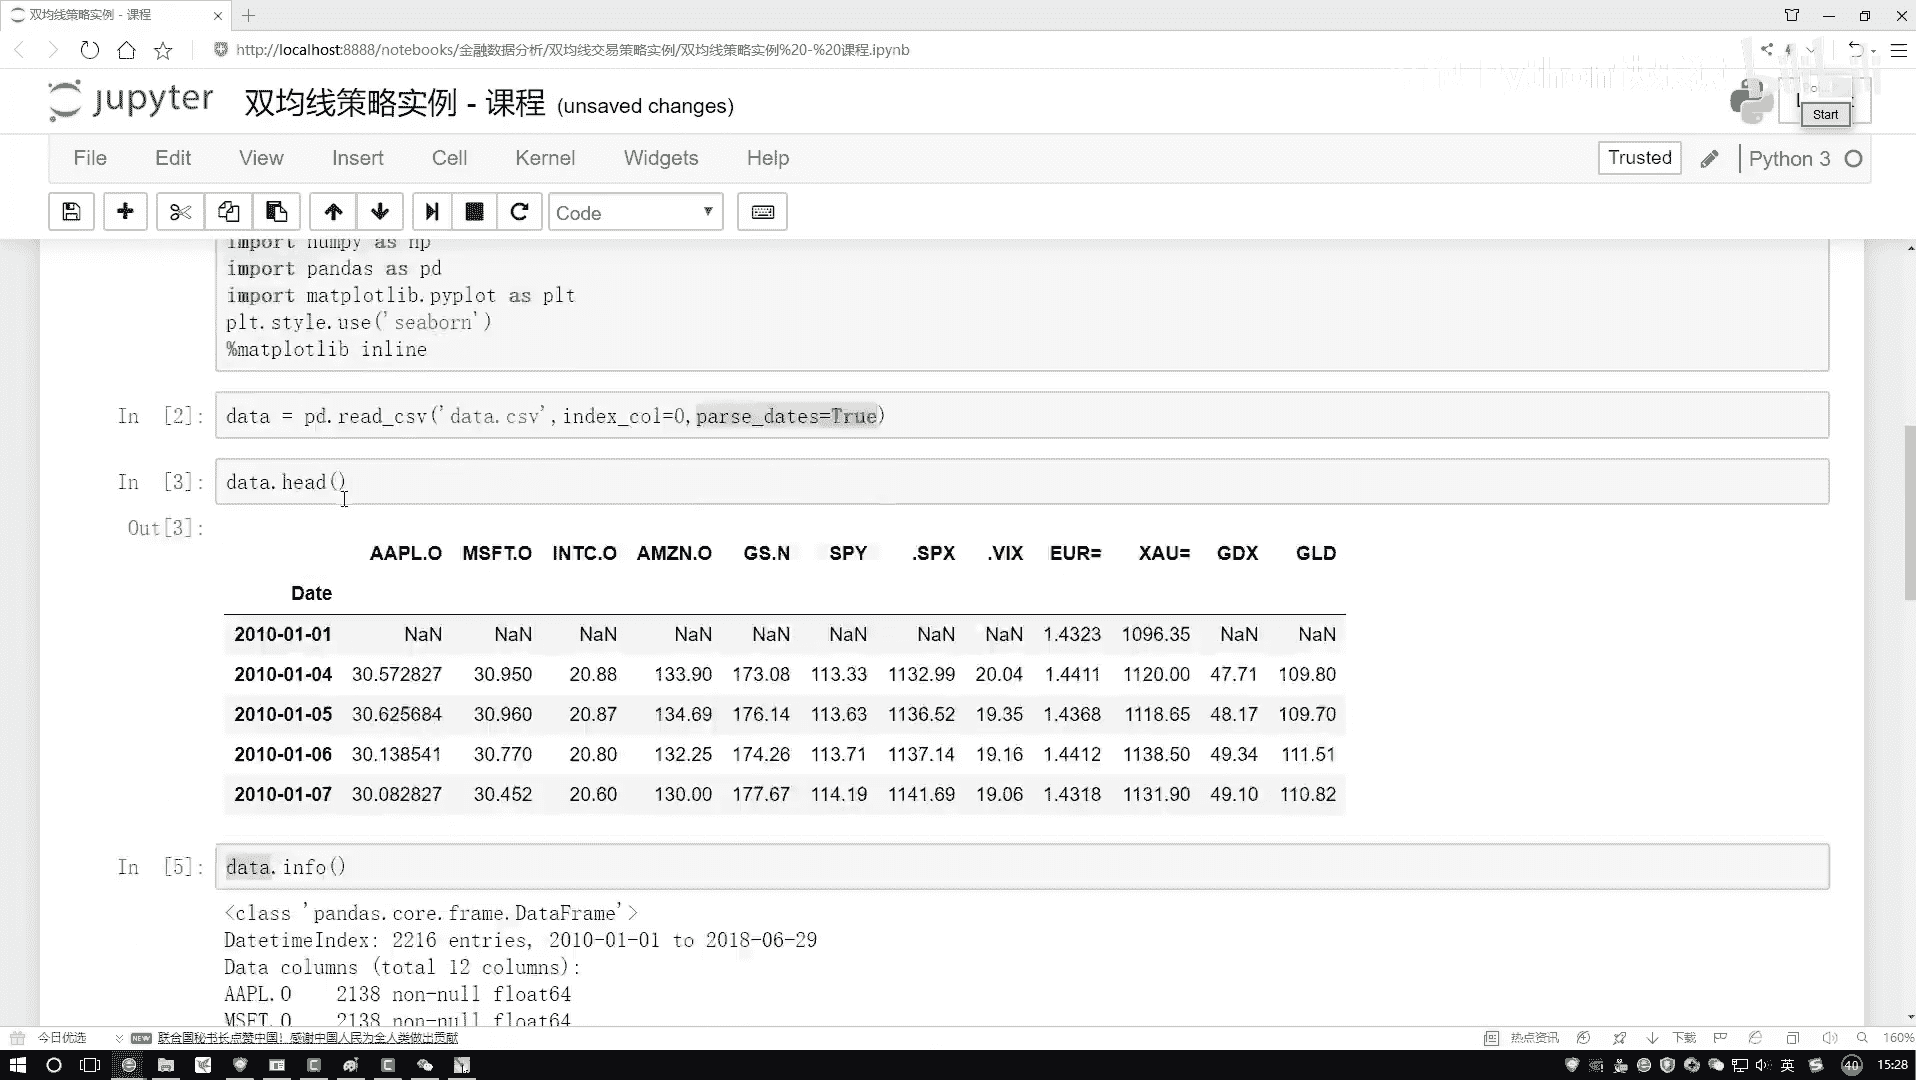 双均线策略实例 - 课程
http://localhost:8888/notebooks/金融数据分析/双均线交易策略实例/双均线策略实例%20-%20课程.ipynb
jupyter 双均线策略实例 - 课程 (unsaved changes)
Start
File Edit View Insert Cell Kernel Widgets Help Trusted Python 3
Code
import numpy as np
import pandas as pd
import matplotlib.pyplot as plt
plt.style.use('seaborn')
%matplotlib inline
In [2]: data = pd.read_csv('data.csv',index_col=0,parse_dates=True)
In [3]: data.head()
Out[3]:
AAPL.O MSFT.O INTC.O AMZN.O GS.N SPY .SPX .VIX EUR= XAU= GDX GLD
Date
2010-01-01 NaN NaN NaN NaN NaN NaN NaN NaN 1.4323 1096.35 NaN NaN
2010-01-04 30.572827 30.950 20.88 133.90 173.08 113.33 1132.99 20.04 1.4411 1120.00 47.71 109.80
2010-01-05 30.625684 30.960 20.87 134.69 176.14 113.63 1136.52 19.35 1.4368 1118.65 48.17 109.70
2010-01-06 30.138541 30.770 20.80 132.25 174.26 113.71 1137.14 19.16 1.4412 1138.50 49.34 111.51
2010-01-07 30.082827 30.452 20.60 130.00 177.67 114.19 1141.69 19.06 1.4318 1131.90 49.10 110.82
In [5]: data.info()
<class 'pandas.core.frame.DataFrame'>
DatetimeIndex: 2216 entries, 2010-01-01 to 2018-06-29
Data columns (total 12 columns):
AAPL.O 2138 non-null float64
MSFT.O 2138 non-null float64
今日优选 NEW 联合国秘书长点赞中国！感谢中国人民为全人类做出贡献 热点资讯 下载 160%
英 40 15:28